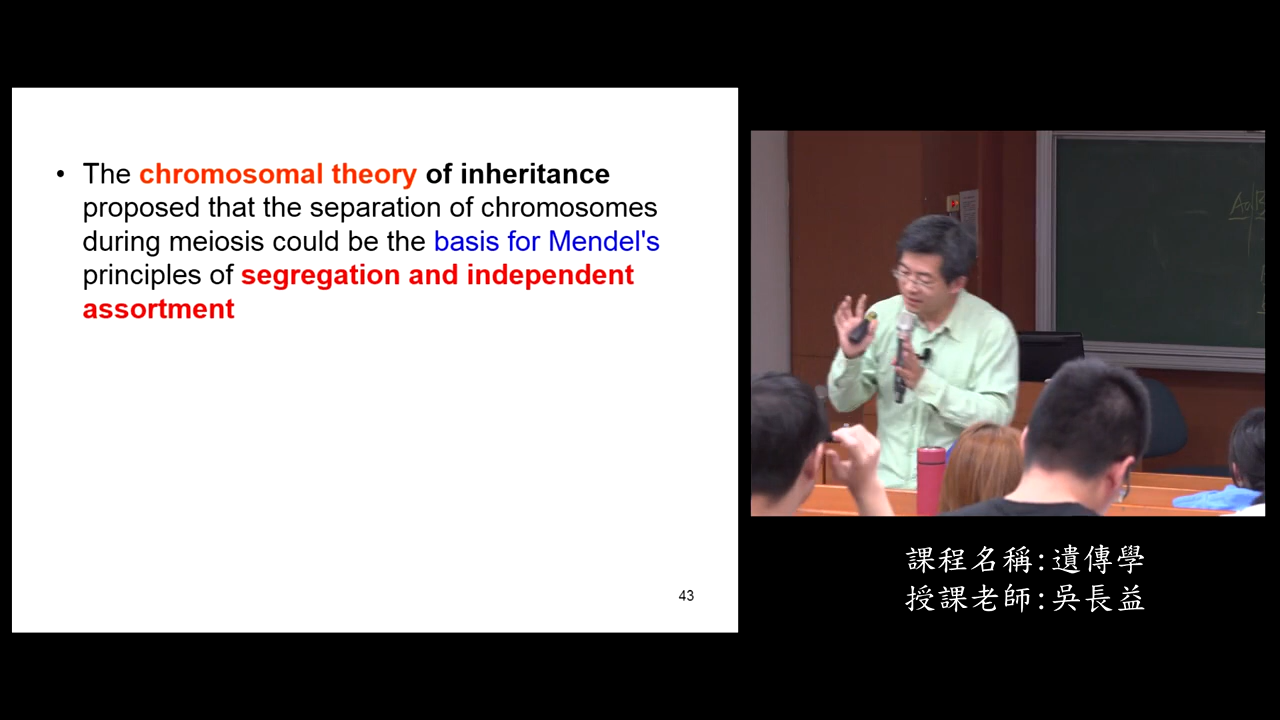 • The chromosomal theory of inheritance
proposed that the separation of chromosomes
during meiosis could be the basis for Mendel's
principles of segregation and independent
assortment
43
課程名稱:遺傳學
授課老師:吳長益